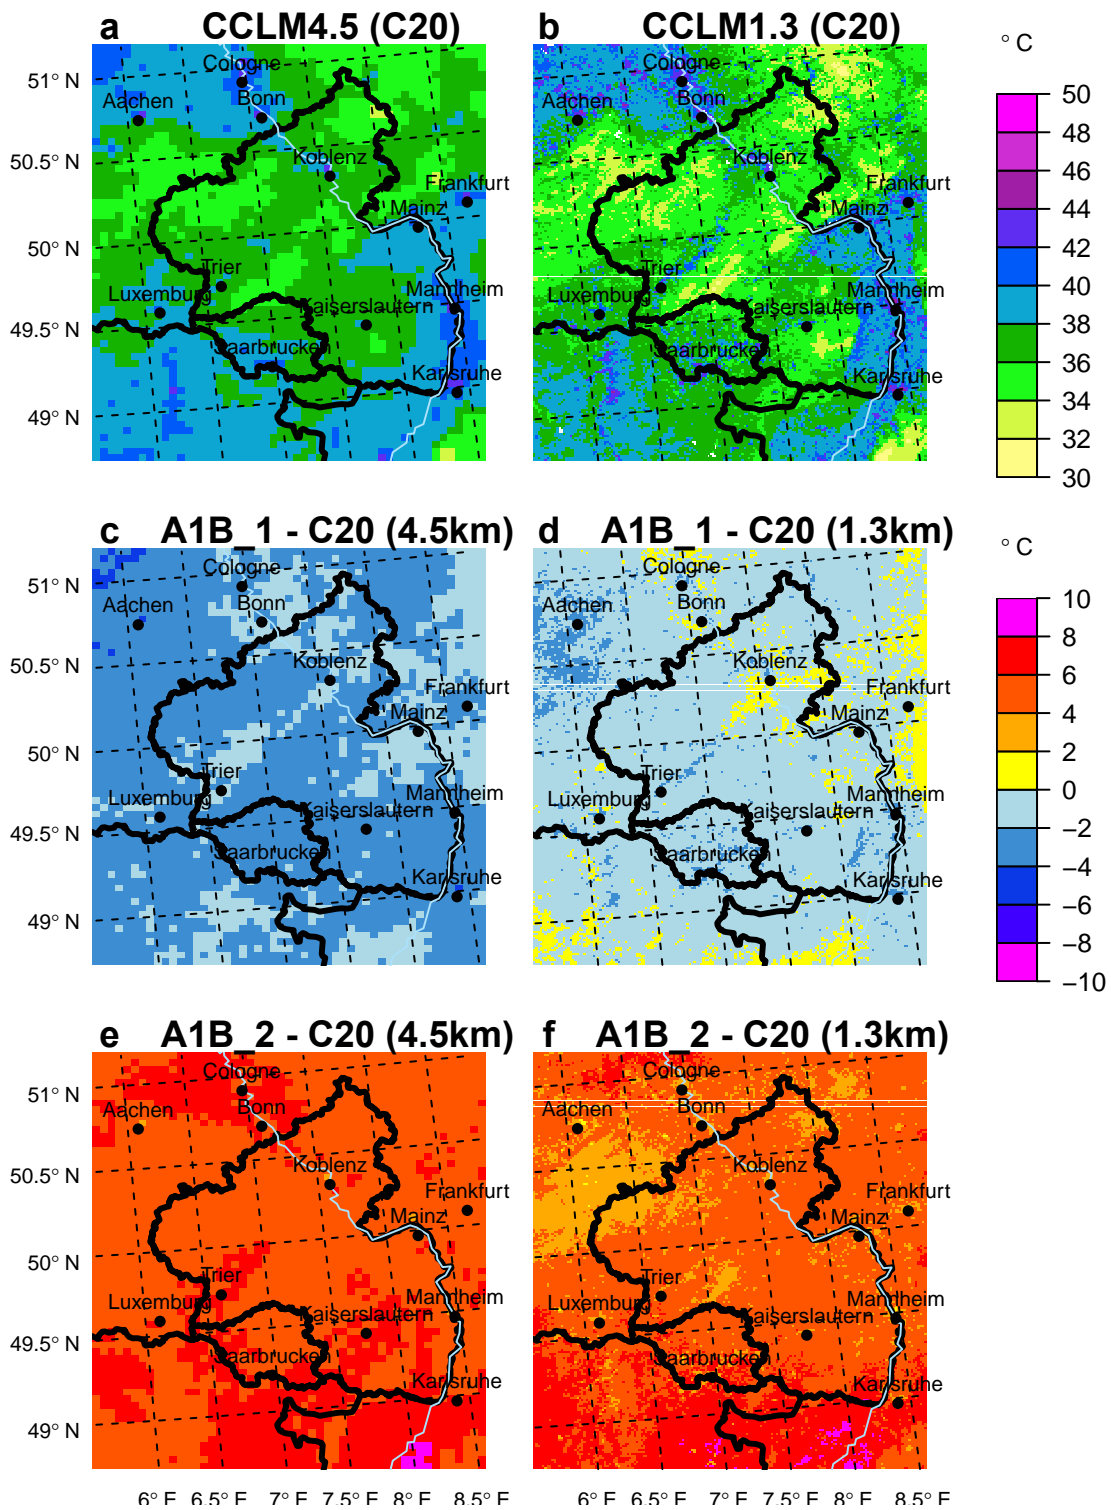 a CCLM4.5 (C20)
b CCLM1.3 (C20)
° C
51° N
50.5° N
50° N
49.5° N
49° N
Cologne
Aachen
Bonn
Koblenz
Frankfurt
Mainz
Trier
Luxemburg
Mannheim
Kaiserslautern
Saarbrucken
Karlsruhe
Cologne
Aachen
Bonn
Koblenz
Frankfurt
Mainz
Trier
Luxemburg
Mannheim
Kaiserslautern
Saarbrucken
Karlsruhe
50
48
46
44
42
40
38
36
34
32
30
c A1B_1 - C20 (4.5km)
d A1B_1 - C20 (1.3km)
° C
51° N
50.5° N
50° N
49.5° N
49° N
Cologne
Aachen
Bonn
Koblenz
Frankfurt
Mainz
Trier
Luxemburg
Mannheim
Kaiserslautern
Saarbrucken
Karlsruhe
Cologne
Aachen
Bonn
Koblenz
Frankfurt
Mainz
Trier
Luxemburg
Mannheim
Kaiserslautern
Saarbrucken
Karlsruhe
10
8
6
4
2
0
−2
−4
−6
−8
−10
e A1B_2 - C20 (4.5km)
f A1B_2 - C20 (1.3km)
51° N
50.5° N
50° N
49.5° N
49° N
Cologne
Aachen
Bonn
Koblenz
Frankfurt
Mainz
Trier
Luxemburg
Mannheim
Kaiserslautern
Saarbrucken
Karlsruhe
Cologne
Aachen
Bonn
Koblenz
Frankfurt
Mainz
Trier
Luxemburg
Mannheim
Kaiserslautern
Saarbrucken
Karlsruhe
6° E 6.5° E 7° E 7.5° E 8° E 8.5° E
6° E 6.5° E 7° E 7.5° E 8° E 8.5° E